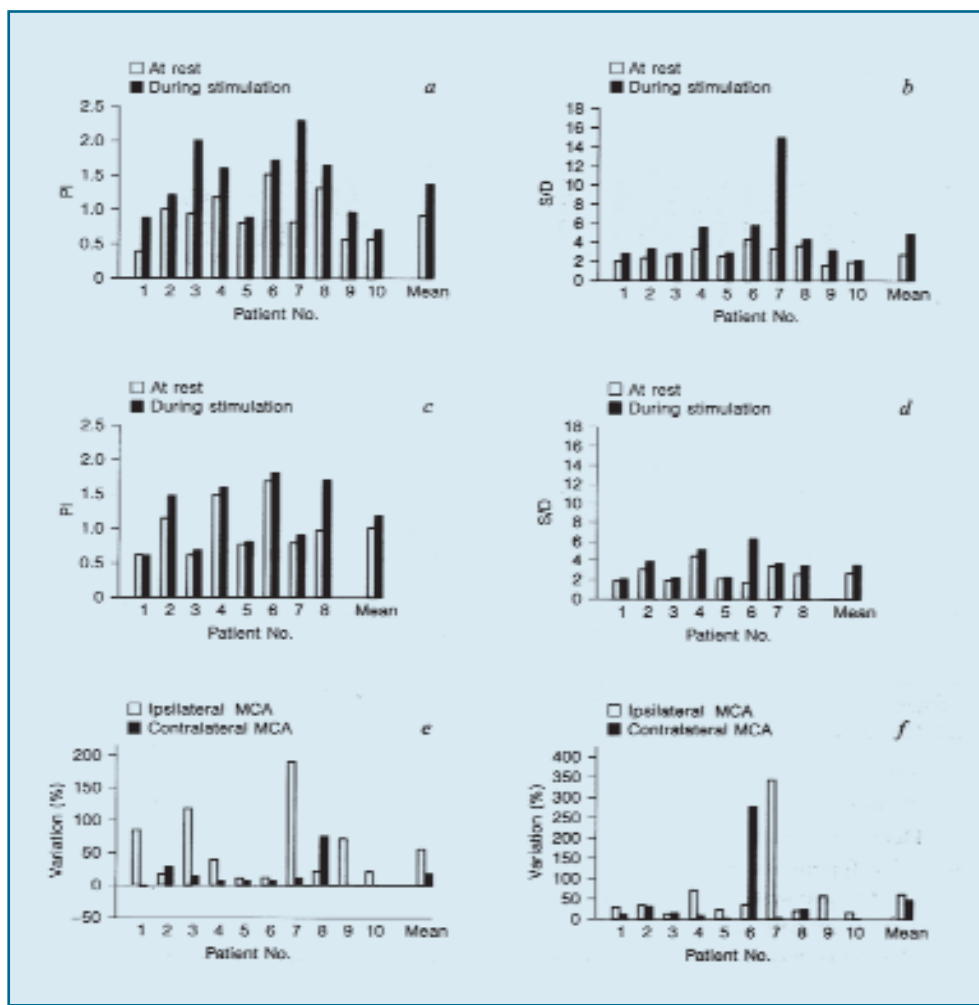 At rest
During stimulation
a
2.5
2.0
1.5
1.0
0.5
0
PI
1 2 3 4 5 6 7 8 9 10 Mean
Patient No.
At rest
During stimulation
b
18
16
14
12
10
8
6
4
2
0
S/D
1 2 3 4 5 6 7 8 9 10 Mean
Patient No.
At rest
During stimulation
c
2.5
2.0
1.5
1.0
0.5
0
PI
1 2 3 4 5 6 7 8 Mean
Patient No.
At rest
During stimulation
d
18
16
14
12
10
8
6
4
2
0
S/D
1 2 3 4 5 6 7 8 Mean
Patient No.
Ipsilateral MCA
Contralateral MCA
e
200
150
100
50
0
-50
Variation (%)
1 2 3 4 5 6 7 8 9 10 Mean
Patient No.
Ipsilateral MCA
Contralateral MCA
f
400
350
300
250
200
150
100
50
0
Variation (%)
1 2 3 4 5 6 7 8 9 10 Mean
Patient No.